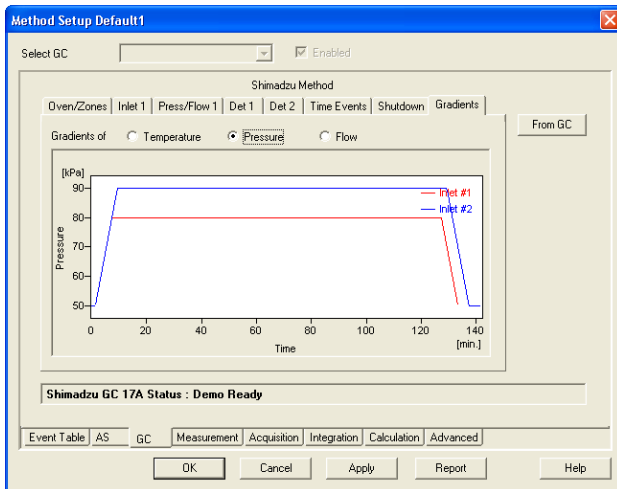 Method Setup Default1
Select GC
Enabled
Shimadzu Method
Oven/Zones Inlet 1 Press/Flow 1 Det 1 Det 2 Time Events Shutdown Gradients
From GC
Gradients of Temperature Pressure Flow
[kPa]
90
80
70
60
50
Pressure
Inlet #1
Inlet #2
0 20 40 60 80 100 120 140
Time
[min.]
Shimadzu GC 17A Status : Demo Ready
Event Table AS GC Measurement Acquisition Integration Calculation Advanced
OK Cancel Apply Report Help